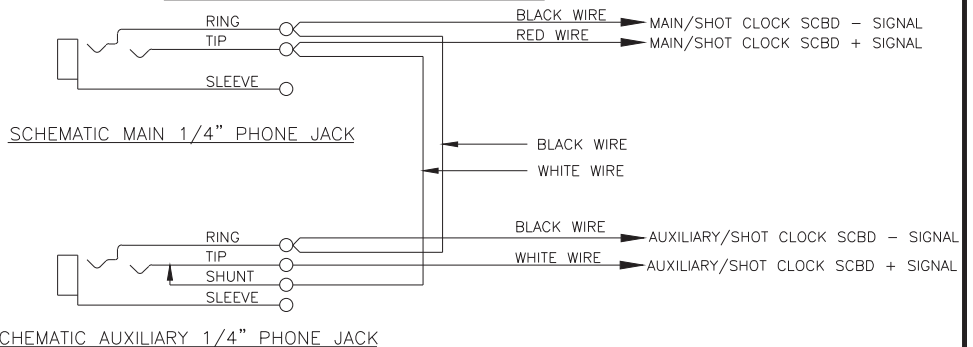 RING
BLACK WIRE
MAIN/SHOT CLOCK SCBD – SIGNAL
TIP
RED WIRE
MAIN/SHOT CLOCK SCBD + SIGNAL
SLEEVE
SCHEMATIC MAIN 1/4" PHONE JACK
BLACK WIRE
WHITE WIRE
RING
BLACK WIRE
AUXILIARY/SHOT CLOCK SCBD – SIGNAL
TIP
WHITE WIRE
AUXILIARY/SHOT CLOCK SCBD + SIGNAL
SHUNT
SLEEVE
CHEMATIC AUXILIARY 1/4" PHONE JACK